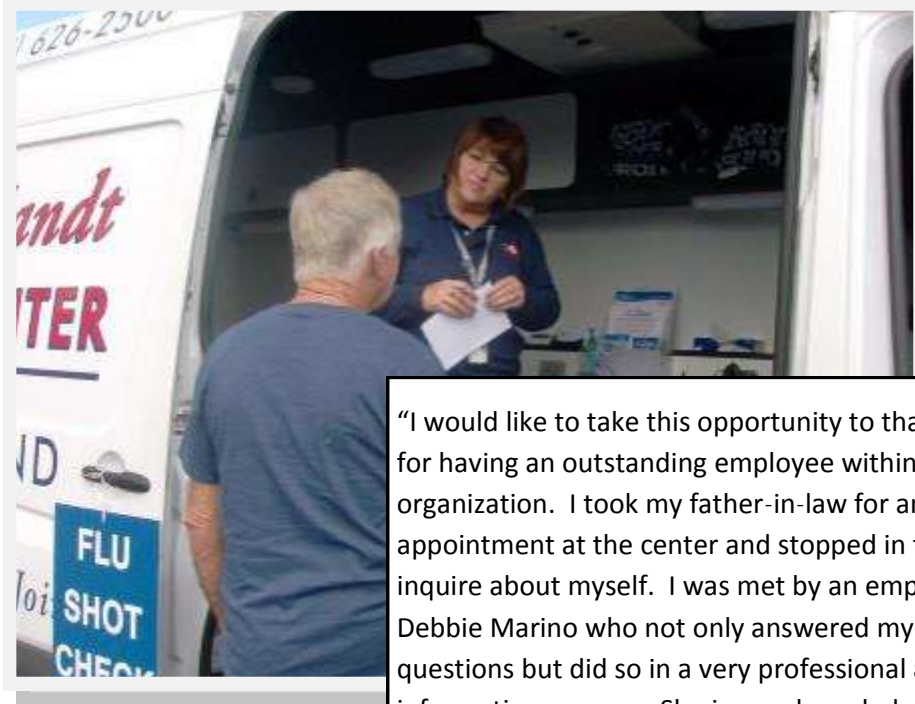 626-2500
andt
TER
ND
Joi
FLU
SHOT
CHECK
“I would like to take this opportunity to tha
for having an outstanding employee within
organization.  I took my father-in-law for an
appointment at the center and stopped in
inquire about myself.  I was met by an emp
Debbie Marino who not only answered my
questions but did so in a very professional